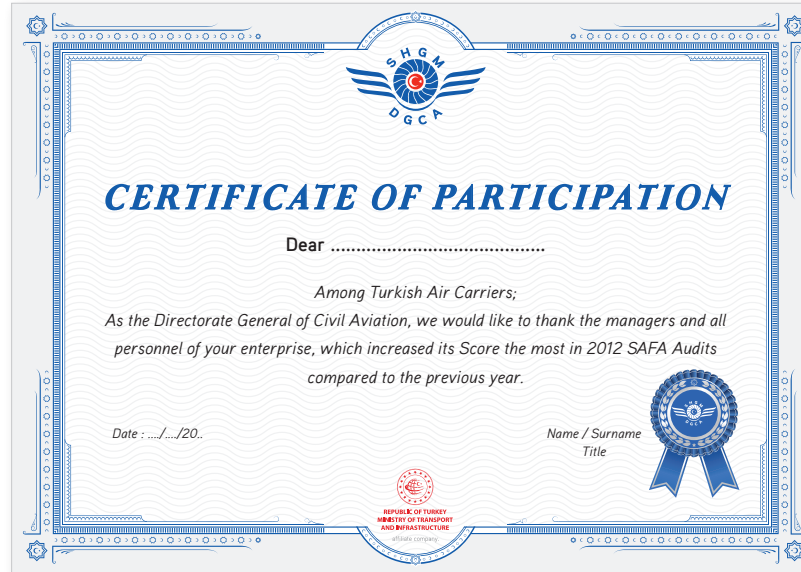 SHGM
DGCA
CERTIFICATE OF PARTICIPATION
Dear ..........................................
Among Turkish Air Carriers;
As the Directorate General of Civil Aviation, we would like to thank the managers and all
personnel of your enterprise, which increased its Score the most in 2012 SAFA Audits
compared to the previous year.
Date : ..../..../20..
Name / Surname
Title
SHGM
DGCA
REPUBLIC OF TURKEY
MINISTRY OF TRANSPORT
AND INFRASTRUCTURE
affiliate company